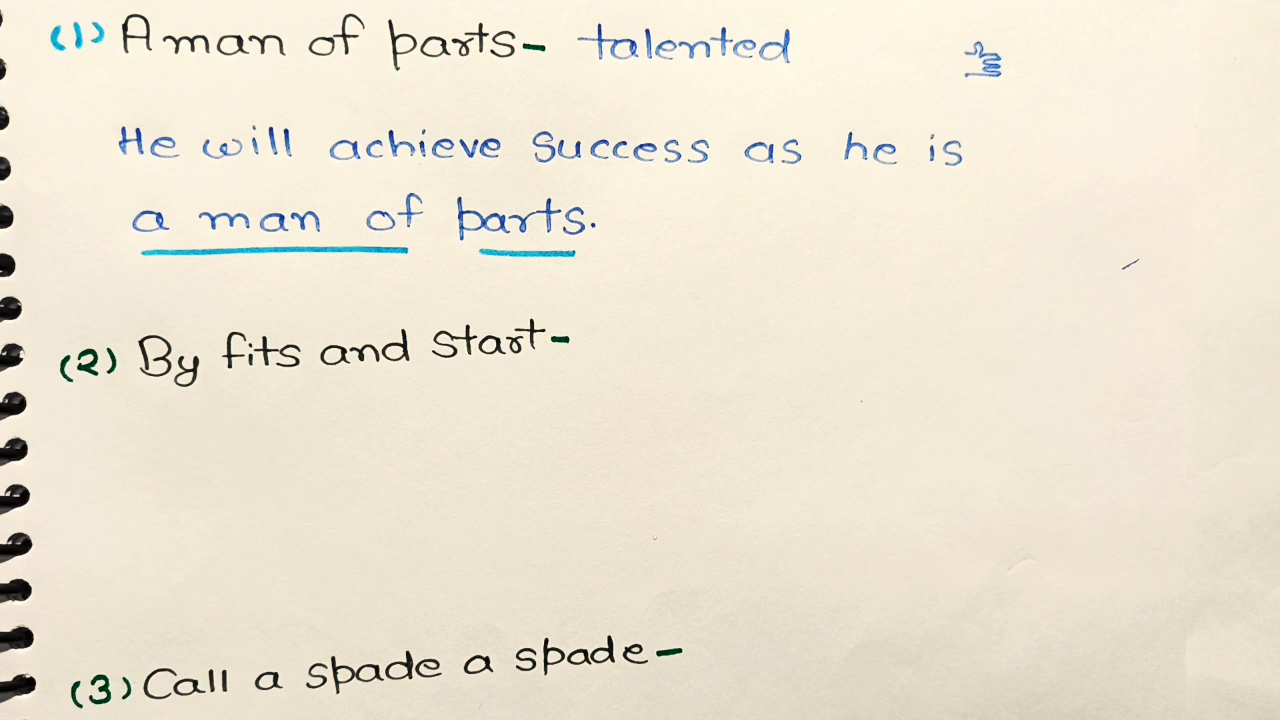 (1) A man of parts- talented
He will achieve success as he is
a man of parts.
(2) By fits and start-
(3) Call a spade a spade-